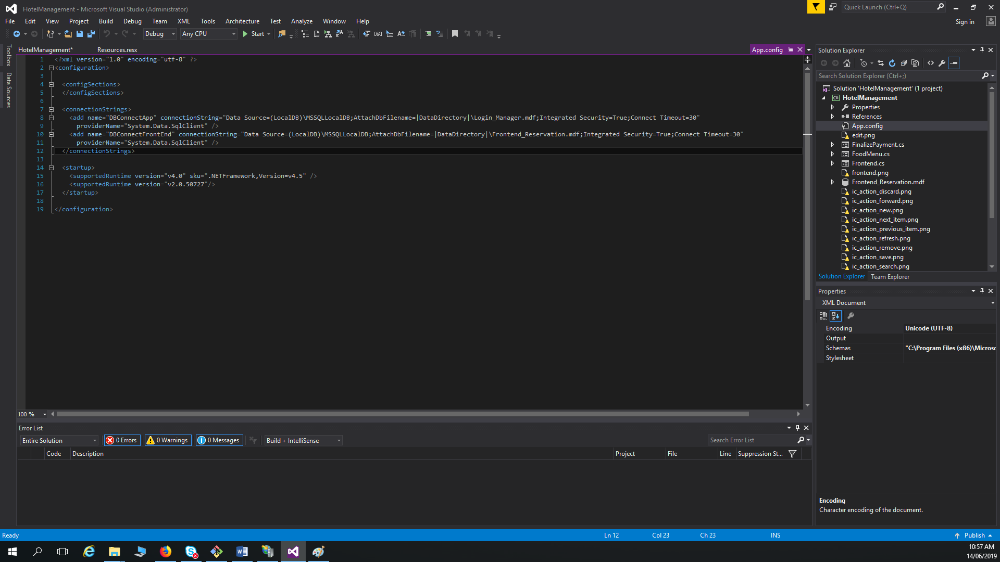 HotelManagement - Microsoft Visual Studio (Administrator)
Quick Launch (Ctrl+Q)
File Edit View Project Build Debug Team XML Tools Architecture Test Analyze Window Help
Sign in
Debug Any CPU Start
Toolbox
Data Sources
HotelManagement* Resources.resx App.config
1 <?xml version="1.0" encoding="utf-8" ?>
2 <configuration>
3
4 <configSections>
5 </configSections>
6
7 <connectionStrings>
8 <add name="DBConnectApp" connectionString="Data Source=(LocalDB)\MSSQLLocalDB;AttachDbFilename=|DataDirectory|\Login_Manager.mdf;Integrated Security=True;Connect Timeout=30"
9 providerName="System.Data.SqlClient" />
10 <add name="DBConnectFrontEnd" connectionString="Data Source=(LocalDB)\MSSQLLocalDB;AttachDbFilename=|DataDirectory|\Frontend_Reservation.mdf;Integrated Security=True;Connect Timeout=30"
11 providerName="System.Data.SqlClient" />
12 </connectionStrings>
13
14 <startup>
15 <supportedRuntime version="v4.0" sku=".NETFramework,Version=v4.5" />
16 <supportedRuntime version="v2.0.50727"/>
17 </startup>
18
19 </configuration>
100 %
Error List
Entire Solution 0 Errors 0 Warnings 0 Messages Build + IntelliSense Search Error List
Code Description Project File Line Suppression St...
Solution Explorer
Search Solution Explorer (Ctrl+;)
Solution 'HotelManagement' (1 project)
C# HotelManagement
Properties
References
App.config
edit.png
FinalizePayment.cs
FoodMenu.cs
Frontend.cs
frontend.png
Frontend_Reservation.mdf
ic_action_discard.png
ic_action_forward.png
ic_action_new.png
ic_action_next_item.png
ic_action_previous_item.png
ic_action_refresh.png
ic_action_remove.png
ic_action_save.png
ic_action_search.png
Solution Explorer Team Explorer
Properties
XML Document
Encoding Unicode (UTF-8)
Output
Schemas "C:\Program Files (x86)\Microso
Stylesheet
Encoding
Character encoding of the document.
Ready Ln 12 Col 23 Ch 23 INS Publish
10:57 AM
14/06/2019